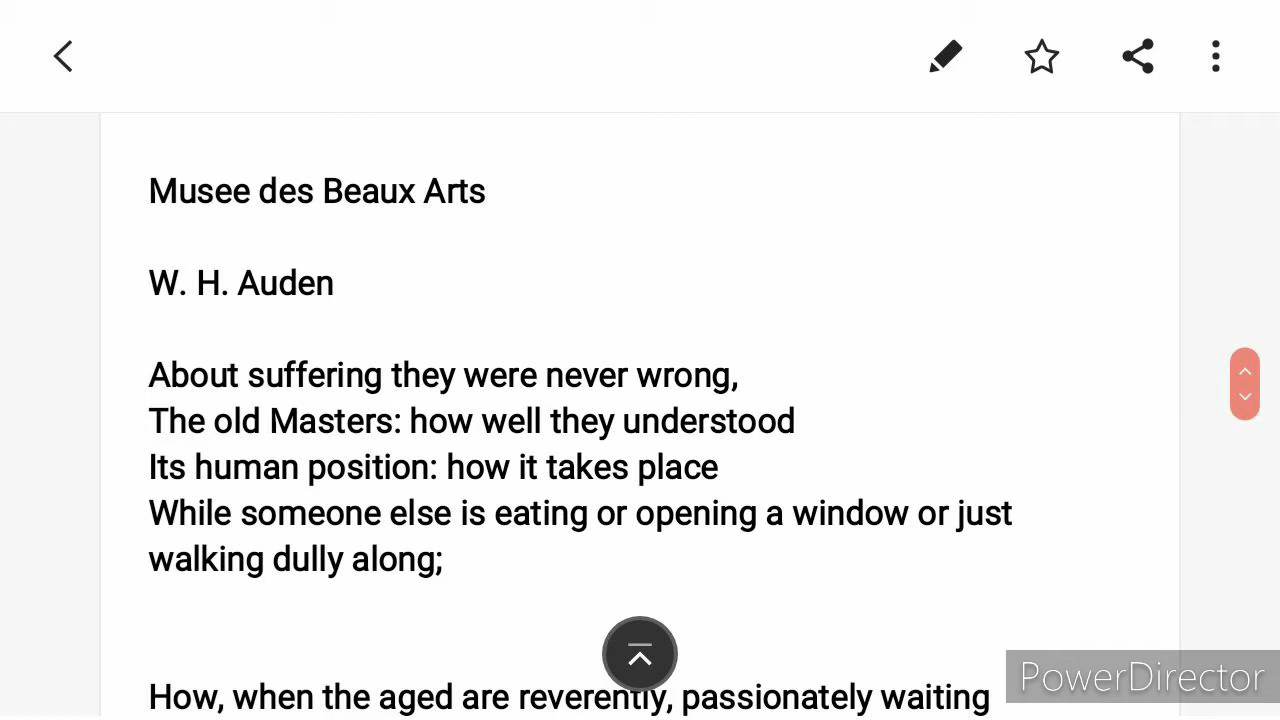 Musee des Beaux Arts
W. H. Auden
About suffering they were never wrong,
The old Masters: how well they understood
Its human position: how it takes place
While someone else is eating or opening a window or just
walking dully along;
How, when the aged are reverently, passionately waiting
PowerDirector